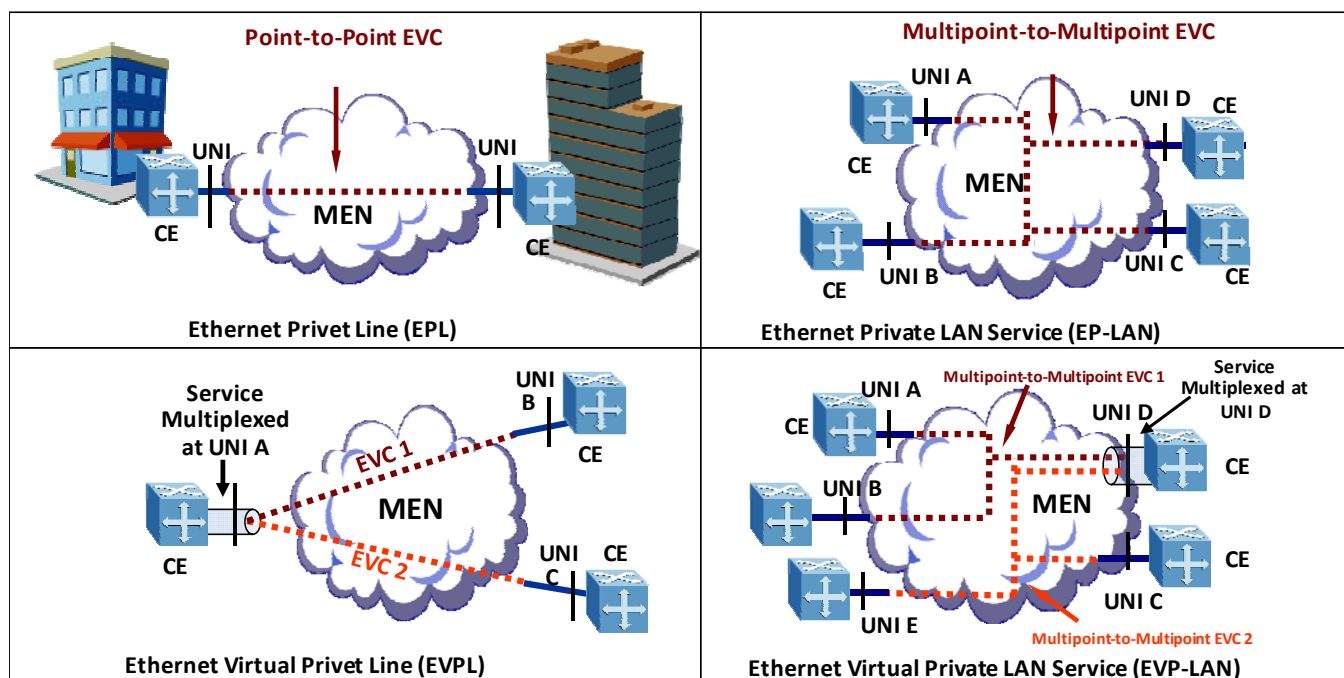 Point-to-Point EVC
UNI
UNI
MEN
CE
CE
Ethernet Privet Line (EPL)
Multipoint-to-Multipoint EVC
UNI A
UNI D
CE
CE
MEN
UNI B
UNI C
CE
CE
Ethernet Private LAN Service (EP-LAN)
Service
Multiplexed
at UNI A
UNI
B
CE
EVC 1
MEN
CE
EVC 2
UNI
C
CE
Ethernet Virtual Privet Line (EVPL)
UNI A
Multipoint-to-Multipoint EVC 1
Service
Multiplexed at
UNI D
UNI D
CE
CE
UNI B
MEN
CE
UNI C
UNI E
Multipoint-to-Multipoint EVC 2
Ethernet Virtual Private LAN Service (EVP-LAN)